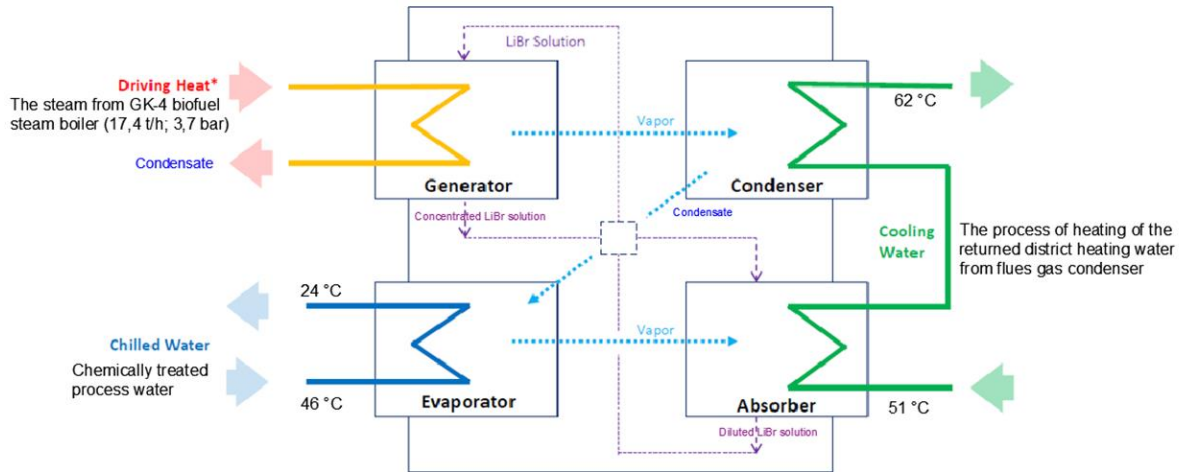 LiBr Solution
Driving Heat*
The steam from GK-4 biofuel
steam boiler (17,4 t/h; 3,7 bar)
Condensate
Generator
Vapor
Condenser
62 °C
Concentrated LiBr solution
Condensate
Cooling
Water
The process of heating of the
returned district heating water
from flues gas condenser
24 °C
Chilled Water
Chemically treated
process water
46 °C
Evaporator
Vapor
Absorber
51 °C
Diluted LiBr solution